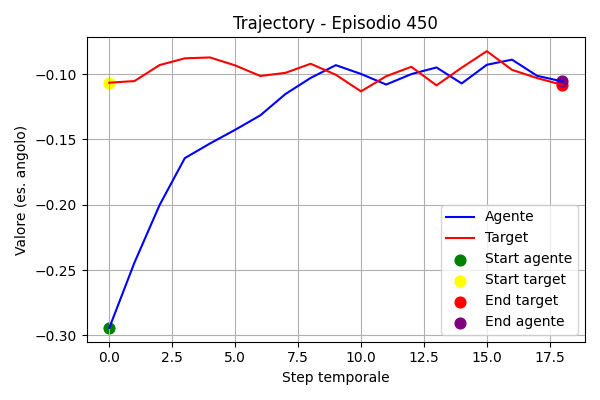 Trajectory - Episodio 450
Valore (es. angolo)
−0.10
−0.15
−0.20
−0.25
−0.30
0.0 2.5 5.0 7.5 10.0 12.5 15.0 17.5
Step temporale
Agente
Target
Start agente
Start target
End target
End agente